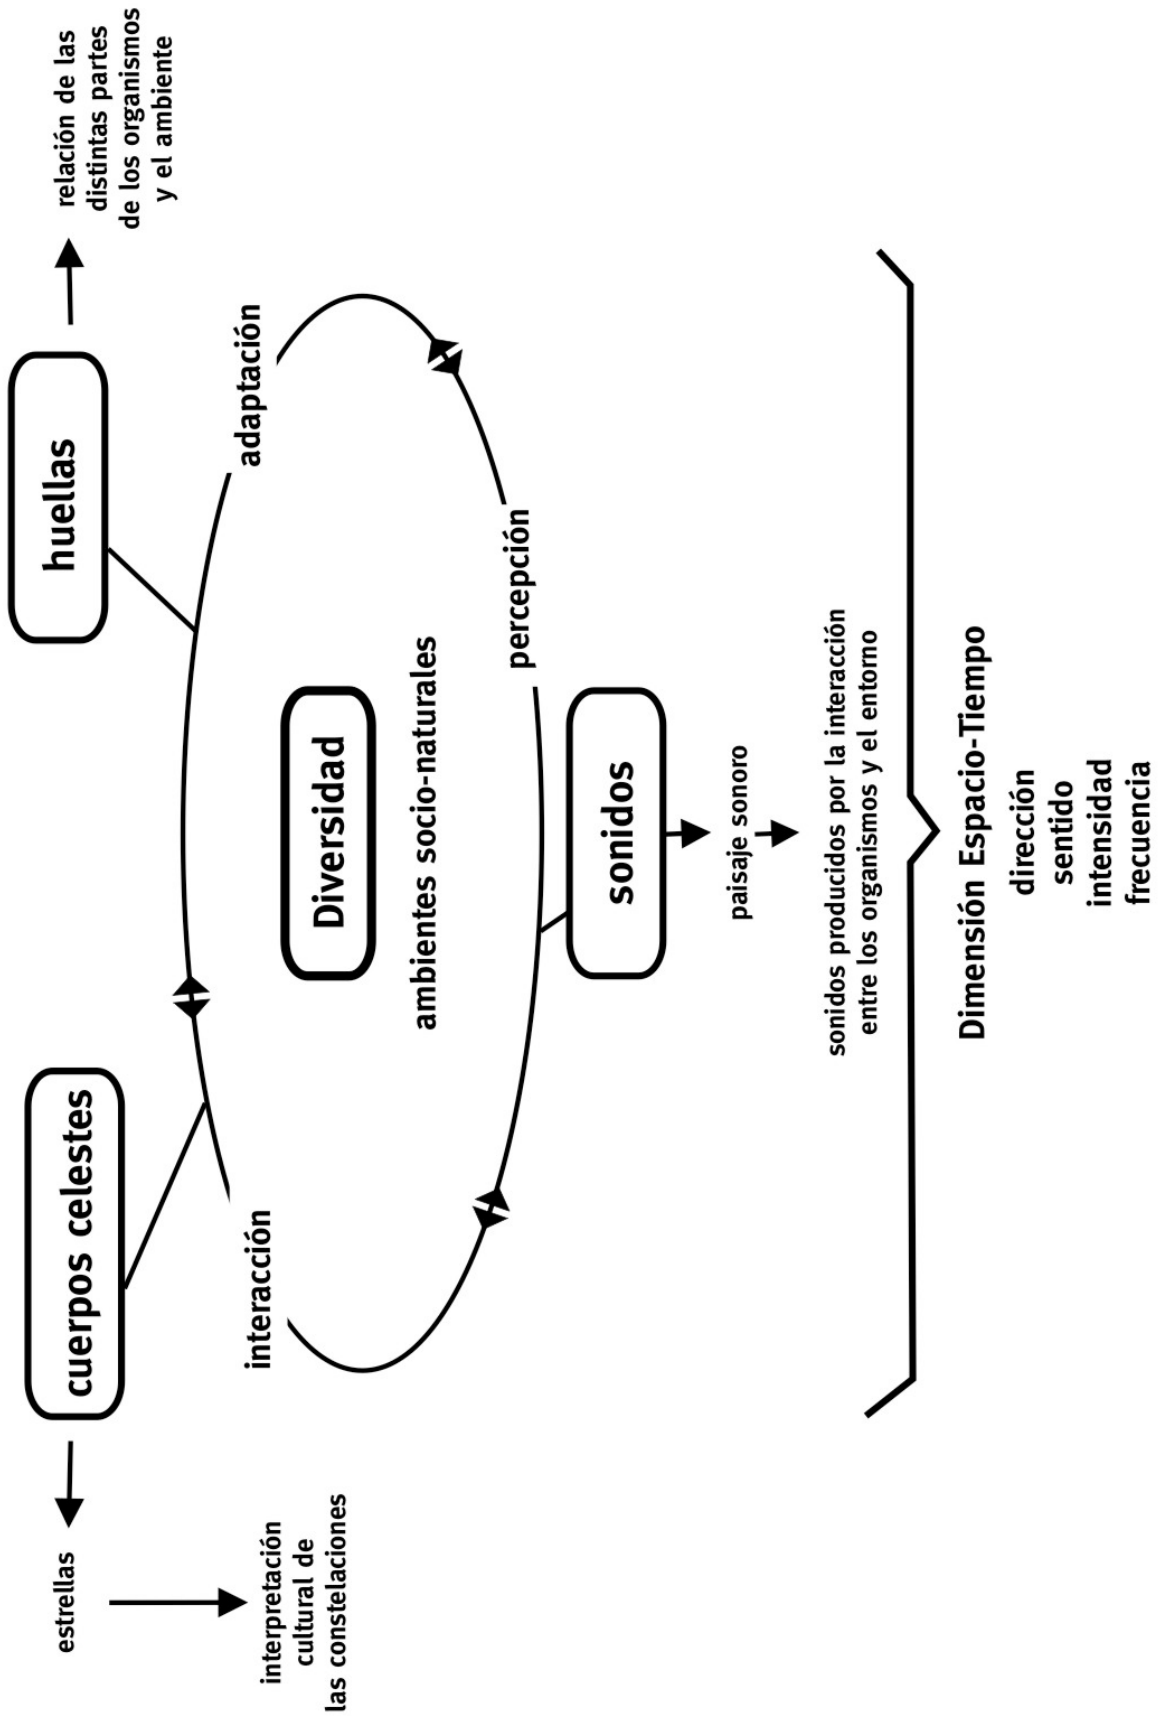 cuerpos celestes
huellas
estrellas
relación de las
distintas partes
de los organismos
y el ambiente
interpretación
cultural de
las constelaciones
interacción
adaptación
Diversidad
ambientes socio-naturales
percepción
sonidos
paisaje sonoro
sonidos producidos por la interacción
entre los organismos y el entorno
Dimensión Espacio-Tiempo
dirección
sentido
intensidad
frecuencia